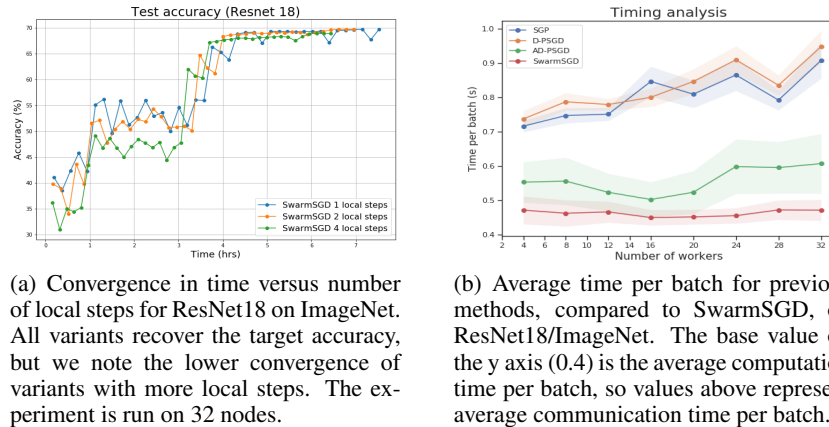 Test accuracy (Resnet 18)
70
65
60
55
50
45
40
35
30
Accuracy (%)
0
1
2
3
4
5
6
7
Time (hrs)
SwarmSGD 1 local steps
SwarmSGD 2 local steps
SwarmSGD 4 local steps
(a) Convergence in time versus number
of local steps for ResNet18 on ImageNet.
All variants recover the target accuracy,
but we note the lower convergence of
variants with more local steps. The ex-
periment is run on 32 nodes.
Timing analysis
SGP
D-PSGD
AD-PSGD
SwarmSGD
1.0
0.9
0.8
0.7
0.6
0.5
0.4
Time per batch (s)
2 4 6 8 10 12 14 16 18 20 22 24 26 28 30 32
Number of workers
(b) Average time per batch for previo
methods, compared to SwarmSGD,
ResNet18/ImageNet. The base value
the y axis (0.4) is the average computati
time per batch, so values above represe
average communication time per batch.